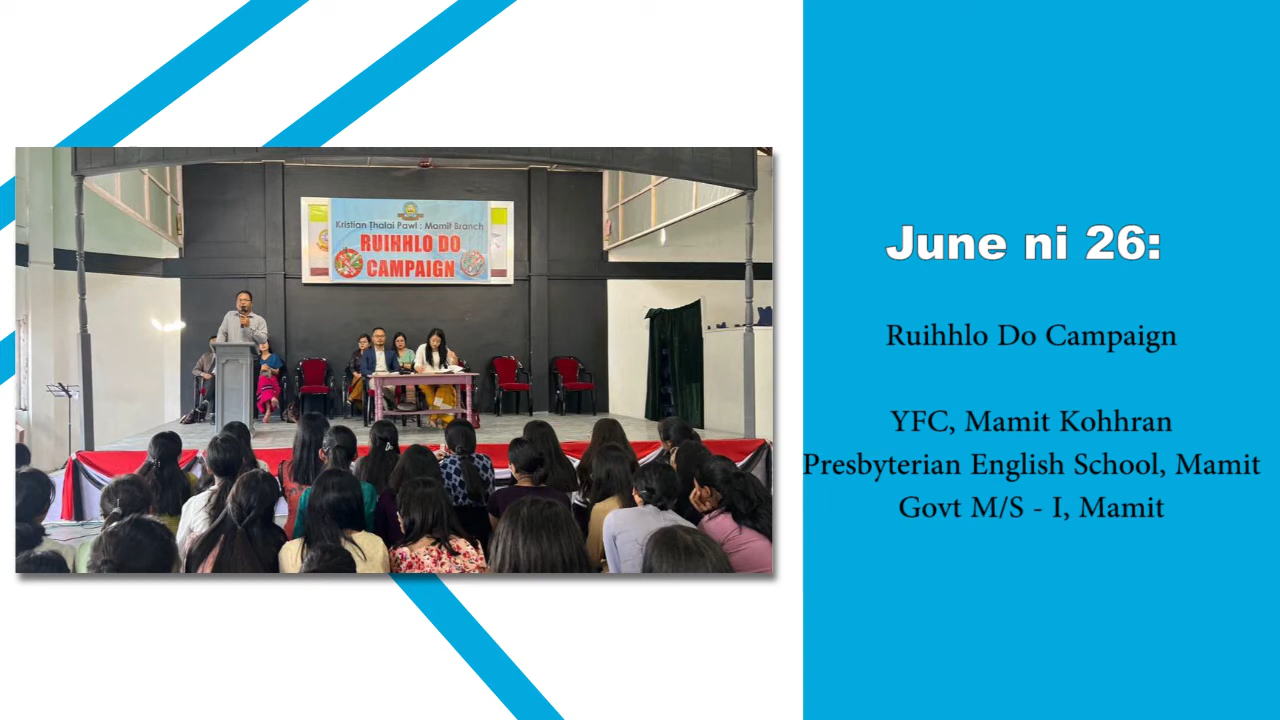 Kristian Thalai Pawl : Mamit Branch
RUIHHLO DO
CAMPAIGN
June ni 26:
Ruihhlo Do Campaign
YFC, Mamit Kohhran
Presbyterian English School, Mamit
Govt M/S - I, Mamit